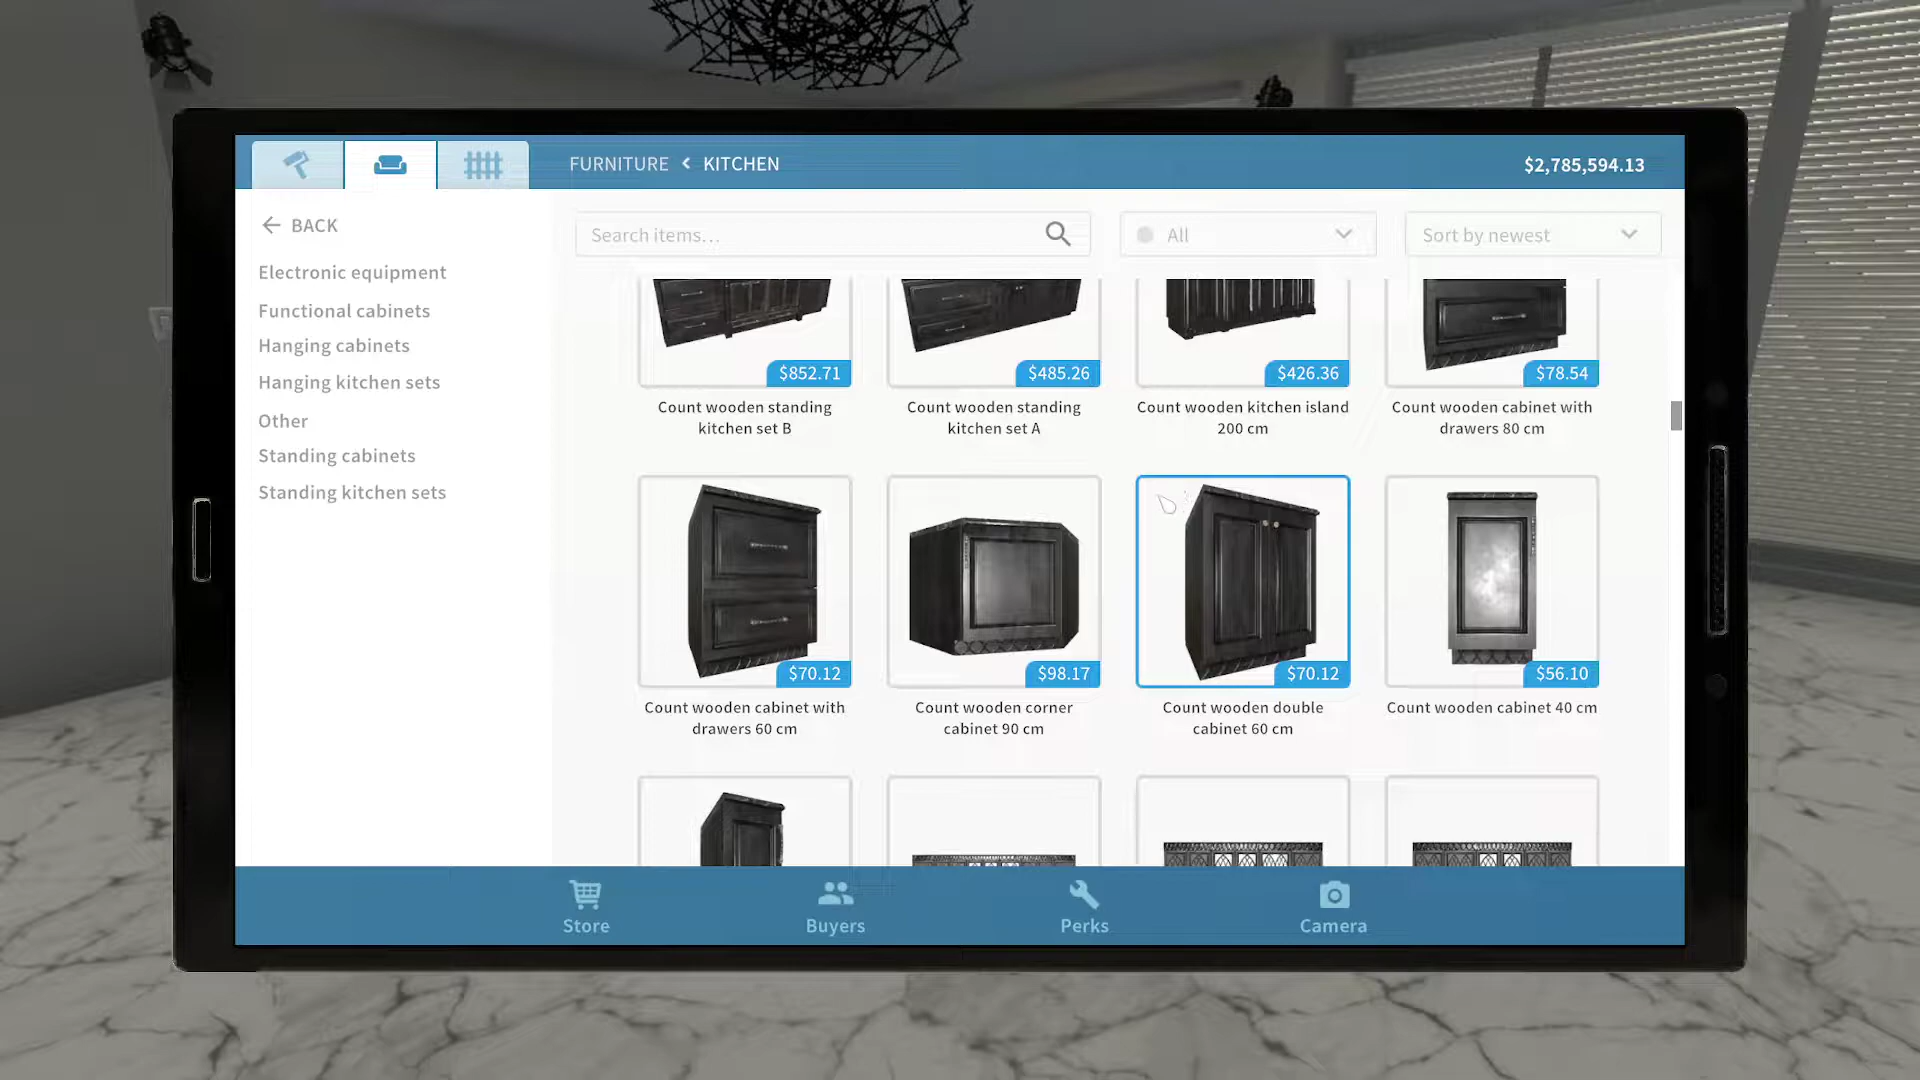 FURNITURE < KITCHEN
$2,785,594.13
BACK
Search items...
All
Sort by newest
Electronic equipment
Functional cabinets
Hanging cabinets
Hanging kitchen sets
Other
Standing cabinets
Standing kitchen sets
$852.71
$485.26
$426.36
$78.54
Count wooden standing
kitchen set B
Count wooden standing
kitchen set A
Count wooden kitchen island
200 cm
Count wooden cabinet with
drawers 80 cm
$70.12
$98.17
$70.12
$56.10
Count wooden cabinet with
drawers 60 cm
Count wooden corner
cabinet 90 cm
Count wooden double
cabinet 60 cm
Count wooden cabinet 40 cm
Store
Buyers
Perks
Camera